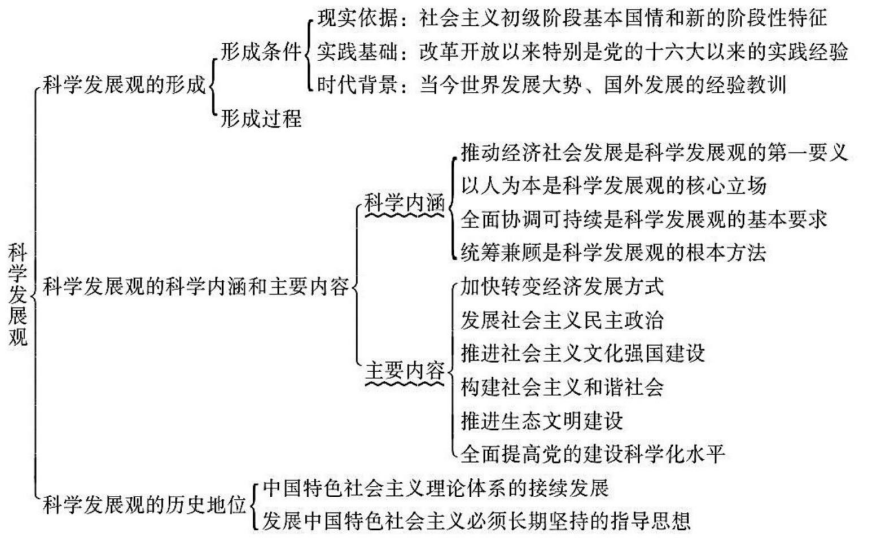 科学发展观
科学发展观的形成
形成条件
现实依据：社会主义初级阶段基本国情和新的阶段性特征
实践基础：改革开放以来特别是党的十六大以来的实践经验
时代背景：当今世界发展大势、国外发展的经验教训
形成过程
科学发展观的科学内涵和主要内容
科学内涵
推动经济社会发展是科学发展观的第一要义
以人为本是科学发展观的核心立场
全面协调可持续是科学发展观的基本要求
统筹兼顾是科学发展观的根本方法
主要内容
加快转变经济发展方式
发展社会主义民主政治
推进社会主义文化强国建设
构建社会主义和谐社会
推进生态文明建设
全面提高党的建设科学化水平
科学发展观的历史地位
中国特色社会主义理论体系的接续发展
发展中国特色社会主义必须长期坚持的指导思想